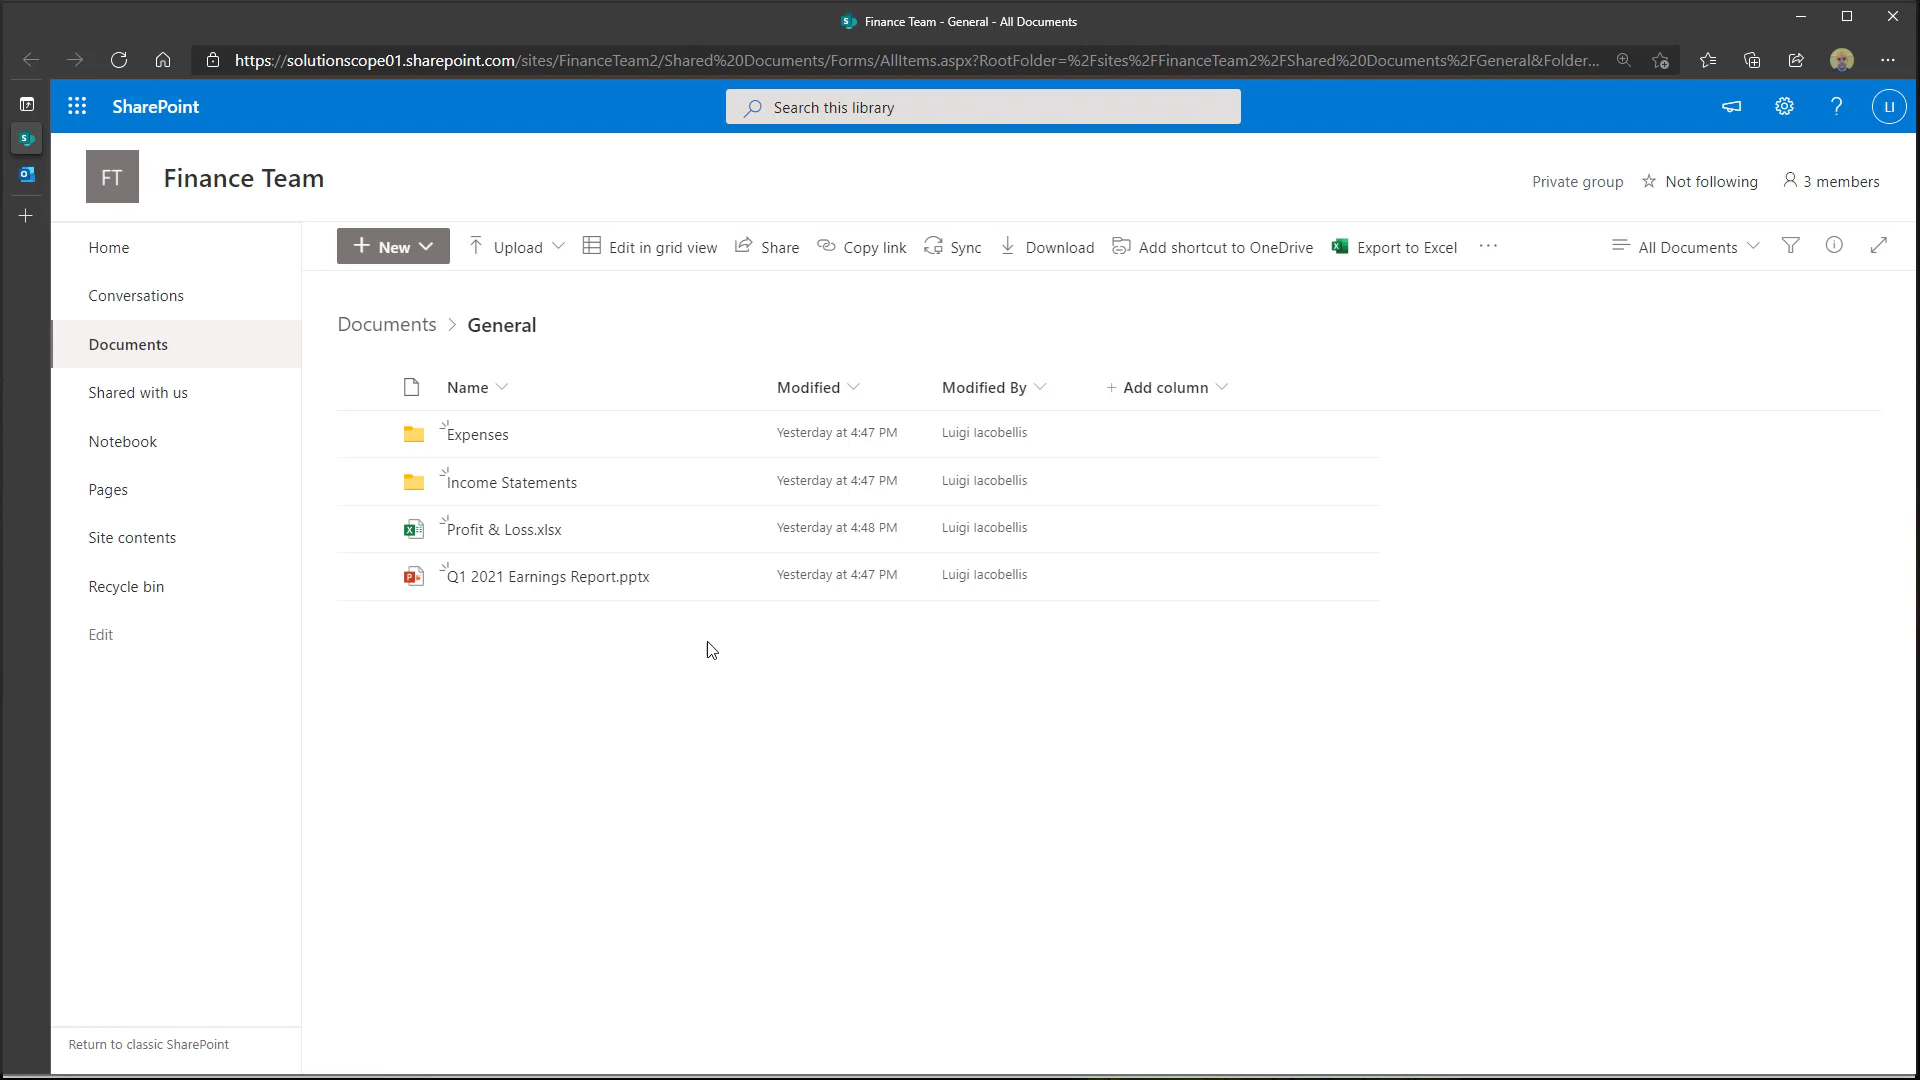 Finance Team - General - All Documents
https://solutionscope01.sharepoint.com/sites/FinanceTeam2/Shared%20Documents/Forms/AllItems.aspx?RootFolder=%2Fsites%2FFinanceTeam2%2FShared%20Documents%2FGeneral&Folder...
SharePoint
Search this library
LI
FT
Finance Team
Private group
Not following
3 members
Home
Conversations
Documents
Shared with us
Notebook
Pages
Site contents
Recycle bin
Edit
Return to classic SharePoint
+ New
Upload
Edit in grid view
Share
Copy link
Sync
Download
Add shortcut to OneDrive
Export to Excel
···
All Documents
Documents > General
Name Modified Modified By + Add column
Expenses Yesterday at 4:47 PM Luigi Iacobellis
Income Statements Yesterday at 4:47 PM Luigi Iacobellis
Profit & Loss.xlsx Yesterday at 4:48 PM Luigi Iacobellis
Q1 2021 Earnings Report.pptx Yesterday at 4:47 PM Luigi Iacobellis